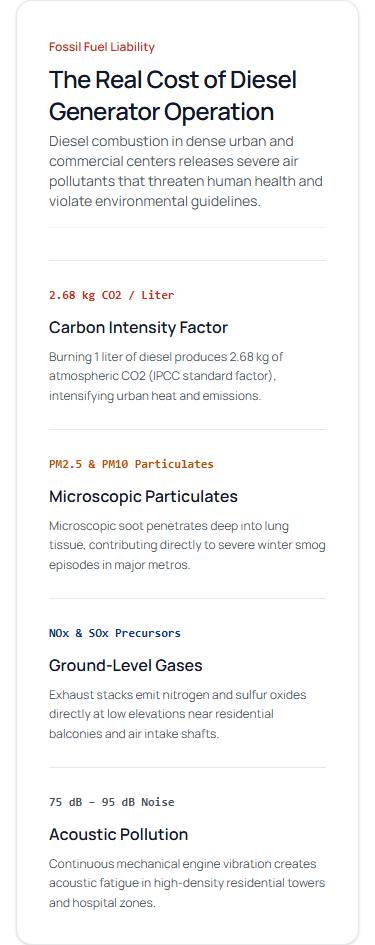 Fossil Fuel Liability
The Real Cost of Diesel
Generator Operation
Diesel combustion in dense urban and
commercial centers releases severe air
pollutants that threaten human health and
violate environmental guidelines.
2.68 kg CO2 / Liter
Carbon Intensity Factor
Burning 1 liter of diesel produces 2.68 kg of
atmospheric CO2 (IPCC standard factor),
intensifying urban heat and emissions.
PM2.5 & PM10 Particulates
Microscopic Particulates
Microscopic soot penetrates deep into lung
tissue, contributing directly to severe winter smog
episodes in major metros.
NOx & SOx Precursors
Ground-Level Gases
Exhaust stacks emit nitrogen and sulfur oxides
directly at low elevations near residential
balconies and air intake shafts.
75 dB – 95 dB Noise
Acoustic Pollution
Continuous mechanical engine vibration creates
acoustic fatigue in high-density residential towers
and hospital zones.